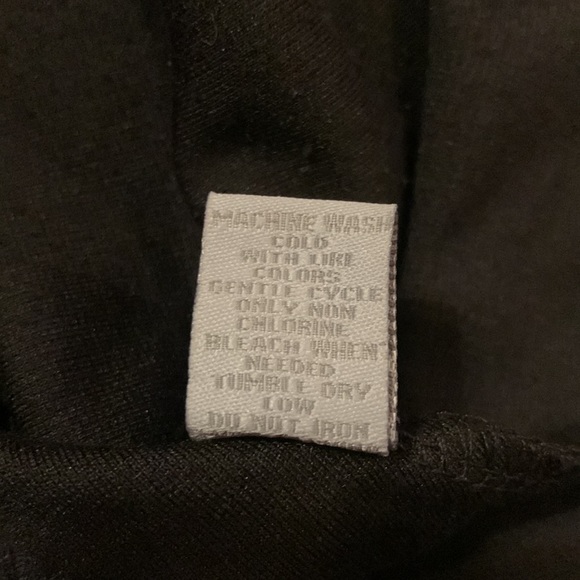 MACHINE WASH
COLD
WITH LIKE
COLORS
GENTLE CYCLE
ONLY NON
CHLORINE
BLEACH WHEN
NEEDED
TUMBLE DRY
LOW
DO NOT IRON